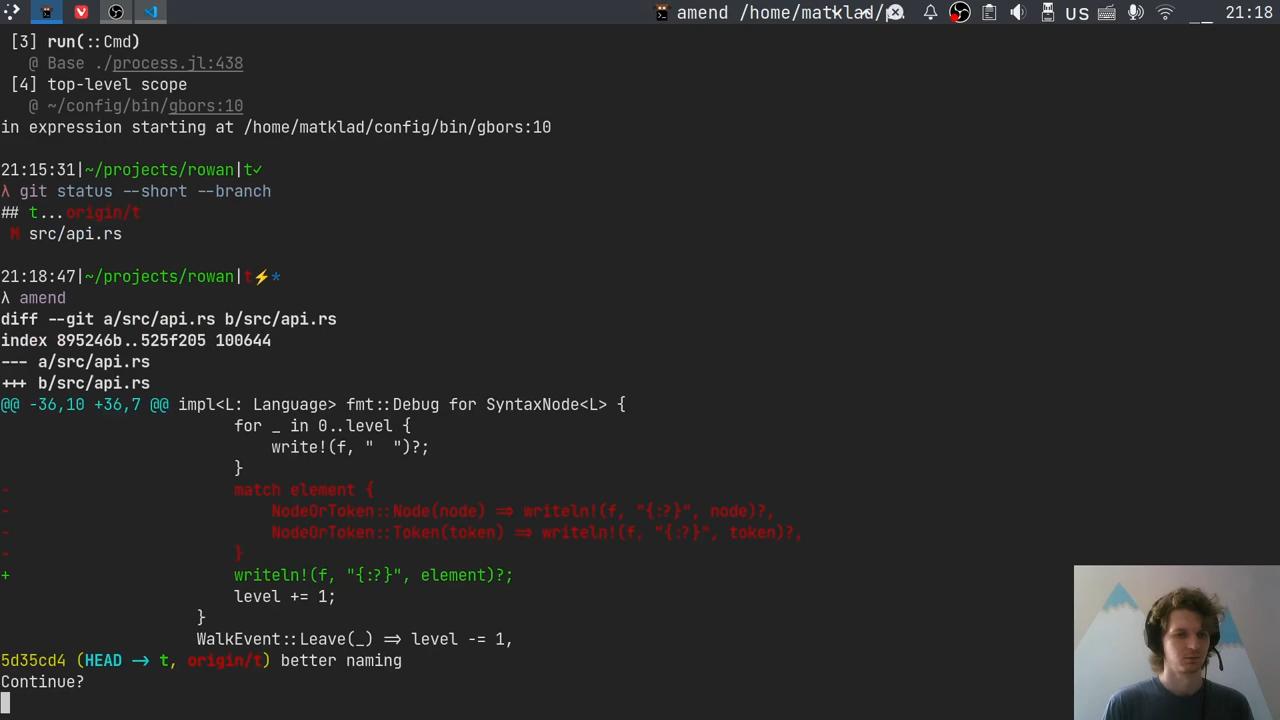 amend /home/matklad/p
US
21:18
[3] run(::Cmd)
@ Base ./process.jl:438
[4] top-level scope
@ ~/config/bin/gbors:10
in expression starting at /home/matklad/config/bin/gbors:10
21:15:31|~/projects/rowan|t✓
λ git status --short --branch
## t...origin/t
M src/api.rs
21:18:47|~/projects/rowan|t⚡*
λ amend
diff --git a/src/api.rs b/src/api.rs
index 895246b..525f205 100644
--- a/src/api.rs
+++ b/src/api.rs
@@ -36,10 +36,7 @@ impl<L: Language> fmt::Debug for SyntaxNode<L> {
for _ in 0..level {
write!(f, "  ")?;
}
- match element {
- NodeOrToken::Node(node) => writeln!(f, "{:?}", node)?,
- NodeOrToken::Token(token) => writeln!(f, "{:?}", token)?,
- }
+ writeln!(f, "{:?}", element)?;
level += 1;
}
WalkEvent::Leave(_) => level -= 1,
5d35cd4 (HEAD -> t, origin/t) better naming
Continue?